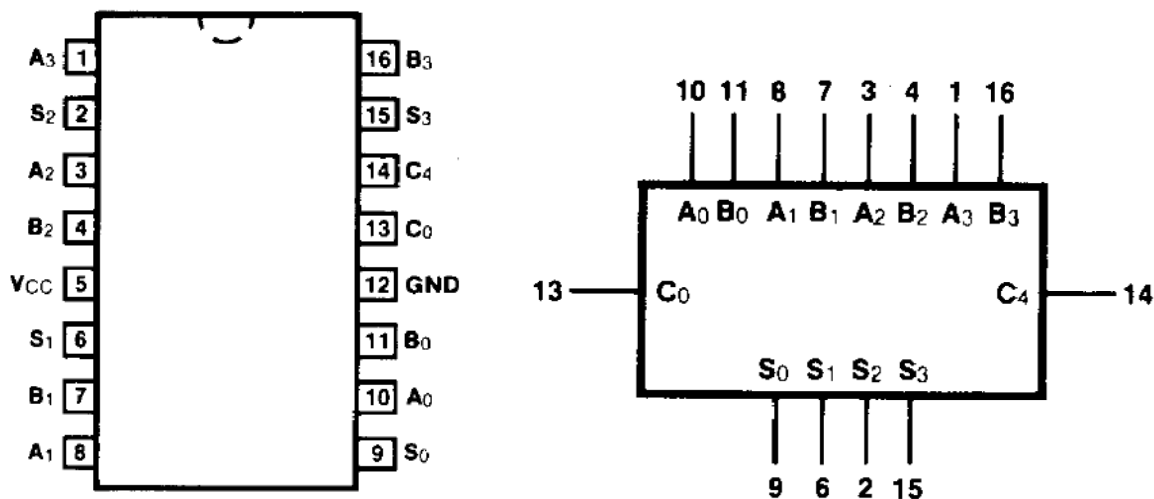 A3 1 16 B3
S2 2 15 S3
A2 3 14 C4
B2 4 13 C0
VCC 5 12 GND
S1 6 11 B0
B1 7 10 A0
A1 8 9 S0
10 11 8 7 3 4 1 16
A0 B0 A1 B1 A2 B2 A3 B3
13 C0 C4 14
S0 S1 S2 S3
9 6 2 15